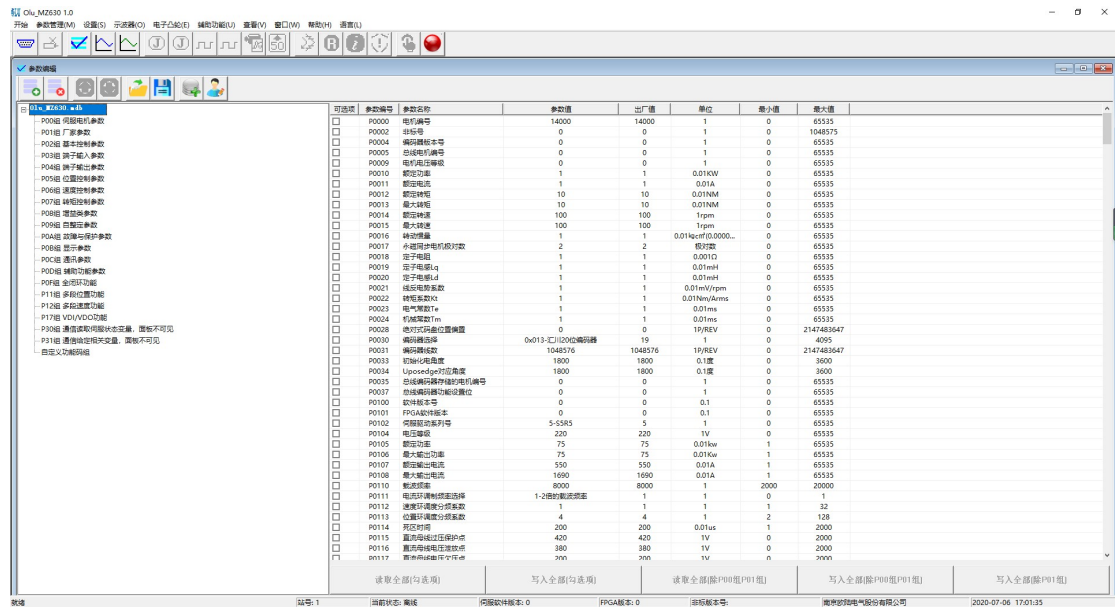 Olu_MZ630 1.0
开始 参数管理(M) 设置(S) 示波器(O) 电子凸轮(E) 辅助功能(U) 查看(V) 窗口(W) 帮助(H) 语言(L)
参数编辑
Olu_MZ630.mdb
P00组 伺服电机参数
P01组 厂家参数
P02组 基本控制参数
P03组 端子输入参数
P04组 端子输出参数
P05组 位置控制参数
P06组 速度控制参数
P07组 转矩控制参数
P08组 增益类参数
P09组 自整定参数
P0A组 故障与保护参数
P0B组 显示参数
P0C组 通讯参数
P0D组 辅助功能参数
P0F组 全闭环功能
P11组 多段位置功能
P12组 多段速度功能
P17组 VDI/VDO功能
P30组 通信读取伺服状态变量，面板不可见
P31组 通信给定相关变量，面板不可见
自定义功能码组
可选项 参数编号 参数名称 参数值 出厂值 单位 最小值 最大值
P0000 电机编号 14000 14000 1 0 65535
P0002 非标号 0 0 1 0 1048575
P0004 编码器版本号 0 0 1 0 65535
P0005 总线电机编号 0 0 1 0 65535
P0009 电机电压等级 0 0 1 0 65535
P0010 额定功率 1 1 0.01KW 0 65535
P0011 额定电流 1 1 0.01A 0 65535
P0012 额定转矩 10 10 0.01NM 0 65535
P0013 最大转矩 10 10 0.01NM 0 65535
P0014 额定转速 100 100 1rpm 0 65535
P0015 最大转速 100 100 1rpm 0 65535
P0016 转动惯量 1 1 0.01kgcm²(0.0000... 0 65535
P0017 永磁同步电机极对数 2 2 极对数 0 65535
P0018 定子电阻 1 1 0.001Ω 0 65535
P0019 定子电感Lq 1 1 0.01mH 0 65535
P0020 定子电感Ld 1 1 0.01mH 0 65535
P0021 线反电势系数 1 1 0.01mV/rpm 0 65535
P0022 转矩系数Kt 1 1 0.01Nm/Arms 0 65535
P0023 电气常数Te 1 1 0.01ms 0 65535
P0024 机械常数Tm 1 1 0.01ms 0 65535
P0028 绝对式码盘位置偏置 0 0 1P/REV 0 2147483647
P0030 编码器选择 0x013-汇川20位编码器 19 1 0 4095
P0031 编码器线数 1048576 1048576 1P/REV 0 2147483647
P0033 初始化电角度 1800 1800 0.1度 0 3600
P0034 Uposedge对应角度 1800 1800 0.1度 0 3600
P0035 总线编码器存储的电机编号 0 0 1 0 65535
P0037 总线编码器功能设置位 0 0 1 0 65535
P0100 软件版本号 0 0 0.1 0 65535
P0101 FPGA软件版本 0 0 0.1 0 65535
P0102 伺服驱动系列号 5-S5R5 5 1 0 65535
P0104 电压等级 220 220 1V 0 65535
P0105 额定功率 75 75 0.01kw 1 65535
P0106 最大输出功率 75 75 0.01Kw 1 65535
P0107 额定输出电流 550 550 0.01A 1 65535
P0108 最大输出电流 1690 1690 0.01A 1 65535
P0110 载波频率 8000 8000 1 2000 20000
P0111 电流环调制频率选择 1-2倍的载波频率 1 1 0 1
P0112 速度环调度分频系数 1 1 1 1 32
P0113 位置环调度分频系数 4 4 1 2 128
P0114 死区时间 200 200 0.01us 1 2000
P0115 直流母线过压保护点 420 420 1V 0 2000
P0116 直流母线电压泄放点 380 380 1V 0 2000
P0117 直流母线电压欠压点 200 200 1V 0 2000
读取全部[勾选项] 写入全部[勾选项] 读取全部[除P00组P01组] 写入全部[除P00组P01组] 写入全部[除P01组]
就绪 站号: 1 当前状态: 离线 伺服软件版本: 0 FPGA版本: 0 非标版本号: 南京欧陆电气股份有限公司 2020-07-06 17:01:35